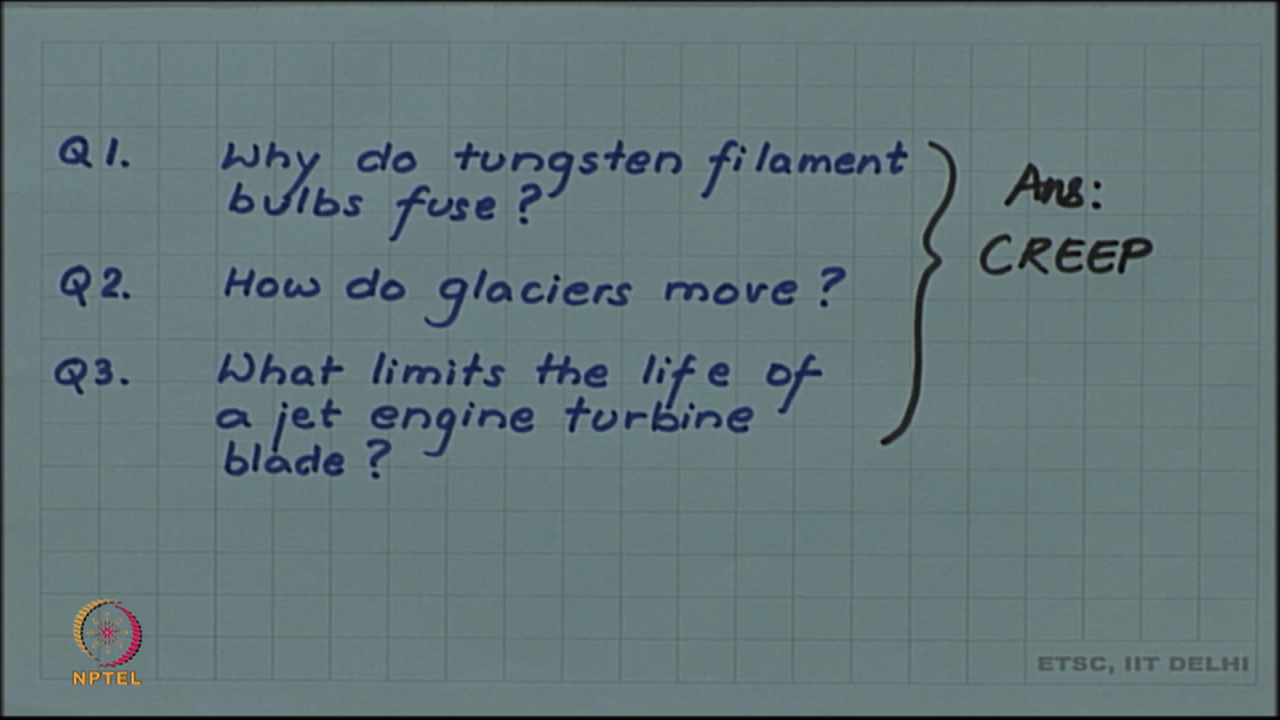 Q1. Why do tungsten filament
bulbs fuse?
Q2. How do glaciers move?
Q3. What limits the life of
a jet engine turbine
blade?
Ans:
CREEP
NPTEL
ETSC, IIT DELHI